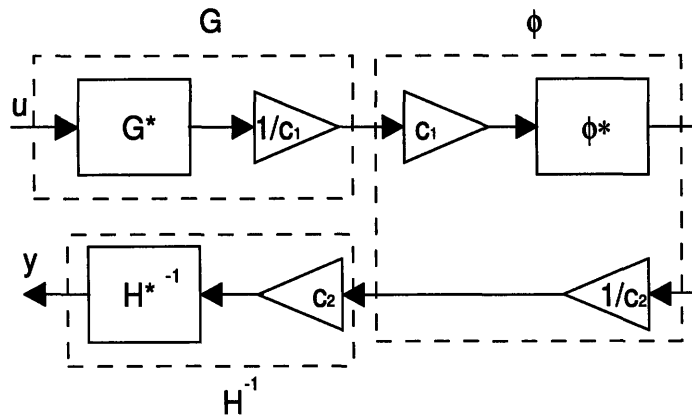 G ϕ
u G* 1/c₁ c₁ ϕ*
y H*⁻¹ c₂ 1/c₂
H⁻¹